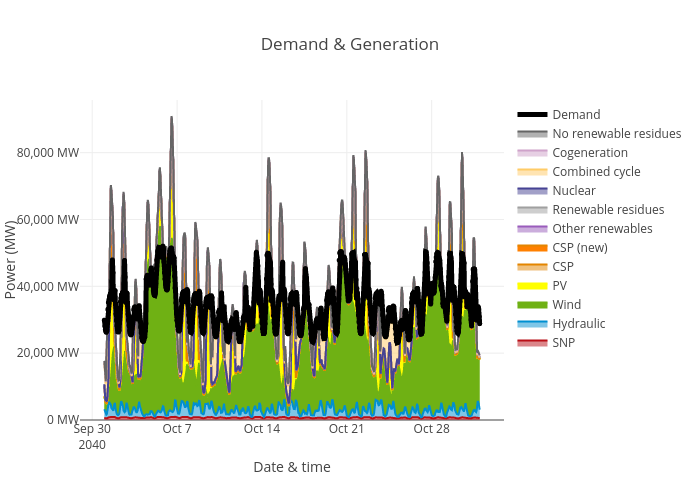 Demand & Generation
80,000 MW
60,000 MW
40,000 MW
20,000 MW
0 MW
Power (MW)
Sep 30
2040
Oct 7
Oct 14
Oct 21
Oct 28
Date & time
Demand
No renewable residues
Cogeneration
Combined cycle
Nuclear
Renewable residues
Other renewables
CSP (new)
CSP
PV
Wind
Hydraulic
SNP